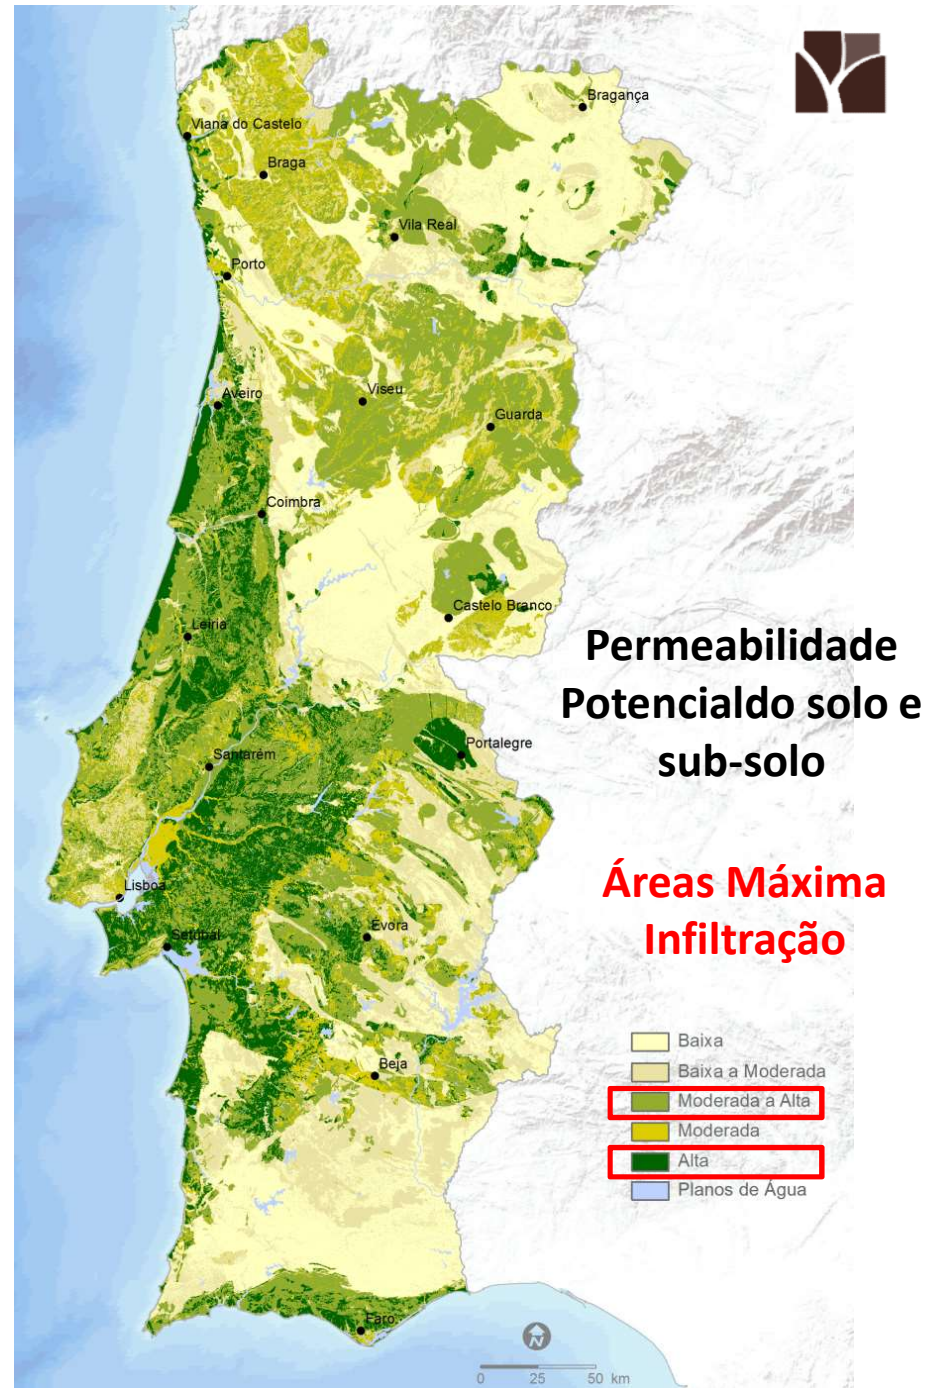 Bragança
Viana do Castelo
Braga
Vila Real
Porto
Viseu
Aveiro
Guarda
Coimbra
Castelo Branco
Leiria
Permeabilidade
Potencialdo solo e
sub-solo
Portalegre
Santarém
Áreas Máxima
Infiltração
Lisboa
Évora
Setúbal
Beja
Baixa
Baixa a Moderada
Moderada a Alta
Moderada
Alta
Planos de Água
Faro
N
0 25 50 km